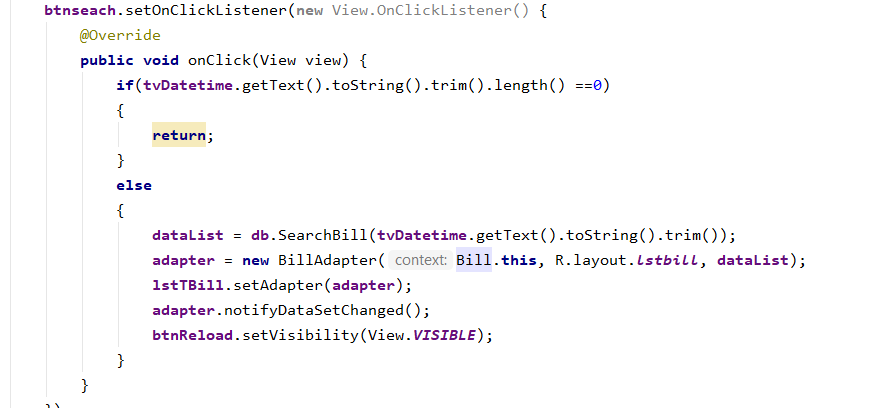 btnseach.setOnClickListener(new View.OnClickListener() {
@Override
public void onClick(View view) {
if(tvDatetime.getText().toString().trim().length() ==0)
{
return;
}
else
{
dataList = db.SearchBill(tvDatetime.getText().toString().trim());
adapter = new BillAdapter( context: Bill.this, R.layout.lstbill, dataList);
lstTBill.setAdapter(adapter);
adapter.notifyDataSetChanged();
btnReload.setVisibility(View.VISIBLE);
}
}
})